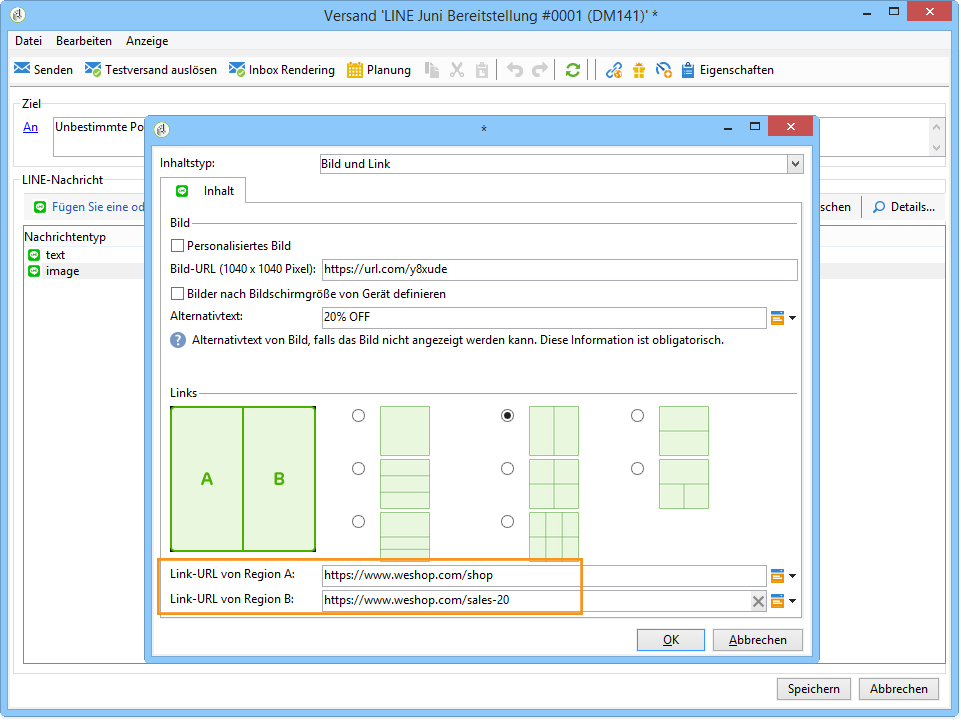 Versand 'LINE Juni Bereitstellung #0001 (DM141)' *
Datei Bearbeiten Anzeige
Senden Testversand auslösen Inbox Rendering Planung Eigenschaften
Ziel
An Unbestimmte Po
*
Inhaltstyp: Bild und Link
LINE-Nachricht
Inhalt
Fügen Sie eine od
schen Details...
Nachrichtentyp
text
image
Bild
Personalisiertes Bild
Bild-URL (1040 x 1040 Pixel): https://url.com/y8xude
Bilder nach Bildschirmgröße von Gerät definieren
Alternativtext: 20% OFF
? Alternativtext von Bild, falls das Bild nicht angezeigt werden kann. Diese Information ist obligatorisch.
Links
A B
Link-URL von Region A: https://www.weshop.com/shop
Link-URL von Region B: https://www.weshop.com/sales-20
OK Abbrechen
Speichern Abbrechen